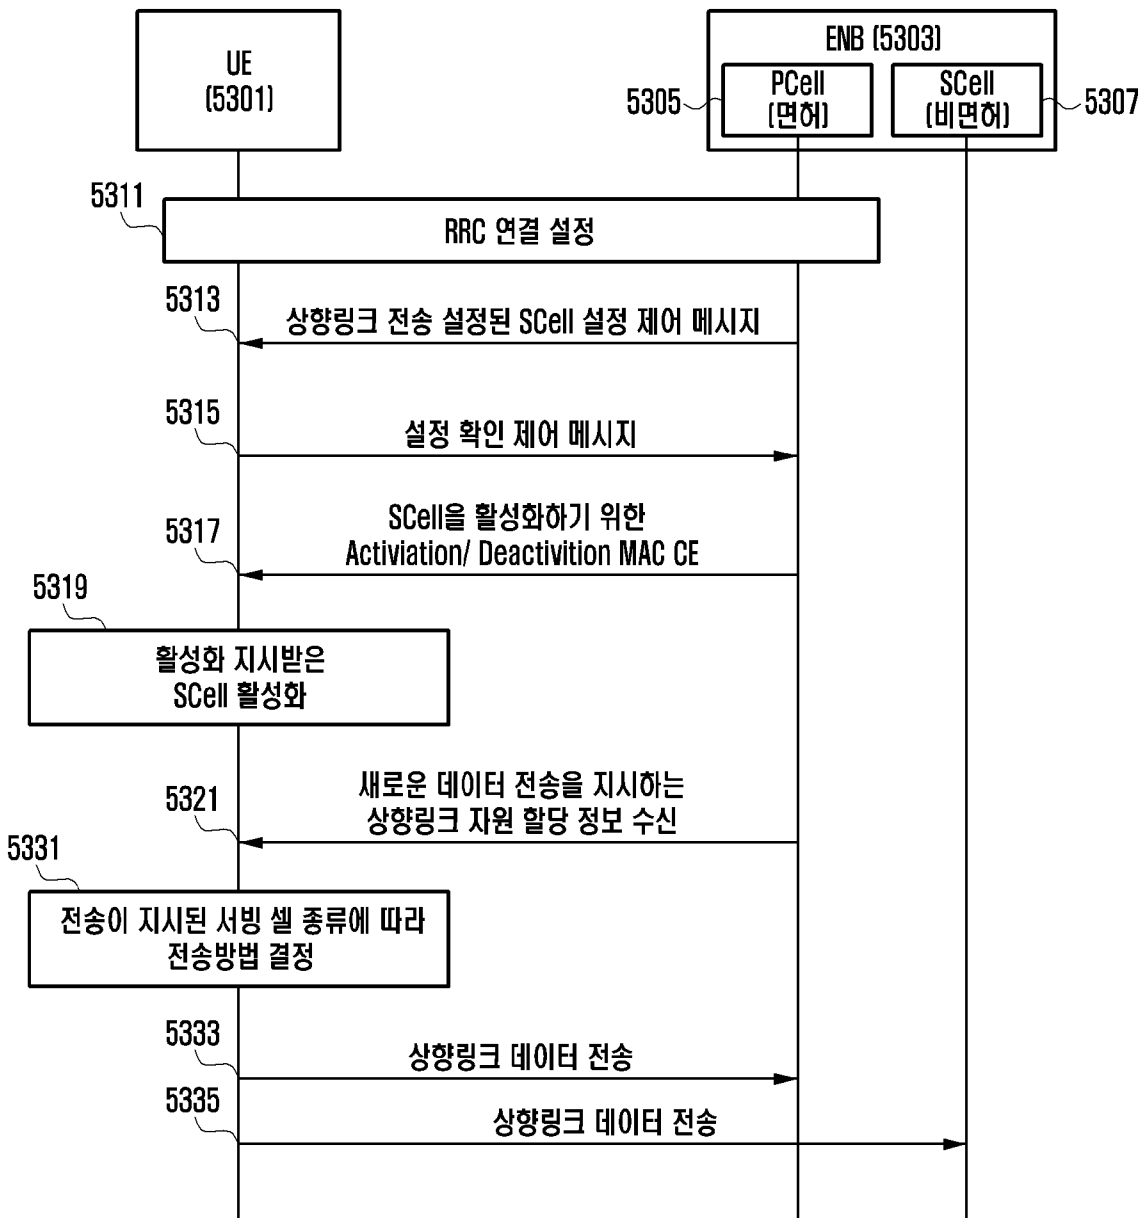 UE
(5301)
ENB (5303)
5305
PCell
(면허)
SCell
(비면허)
5307
5311
RRC 연결 설정
5313
상향링크 전송 설정된 SCell 설정 제어 메시지
5315
설정 확인 제어 메시지
5317
SCell을 활성화하기 위한
Activiation/ Deactivition MAC CE
5319
활성화 지시받은
SCell 활성화
5321
새로운 데이터 전송을 지시하는
상향링크 자원 할당 정보 수신
5331
전송이 지시된 서빙 셀 종류에 따라
전송방법 결정
5333
상향링크 데이터 전송
5335
상향링크 데이터 전송